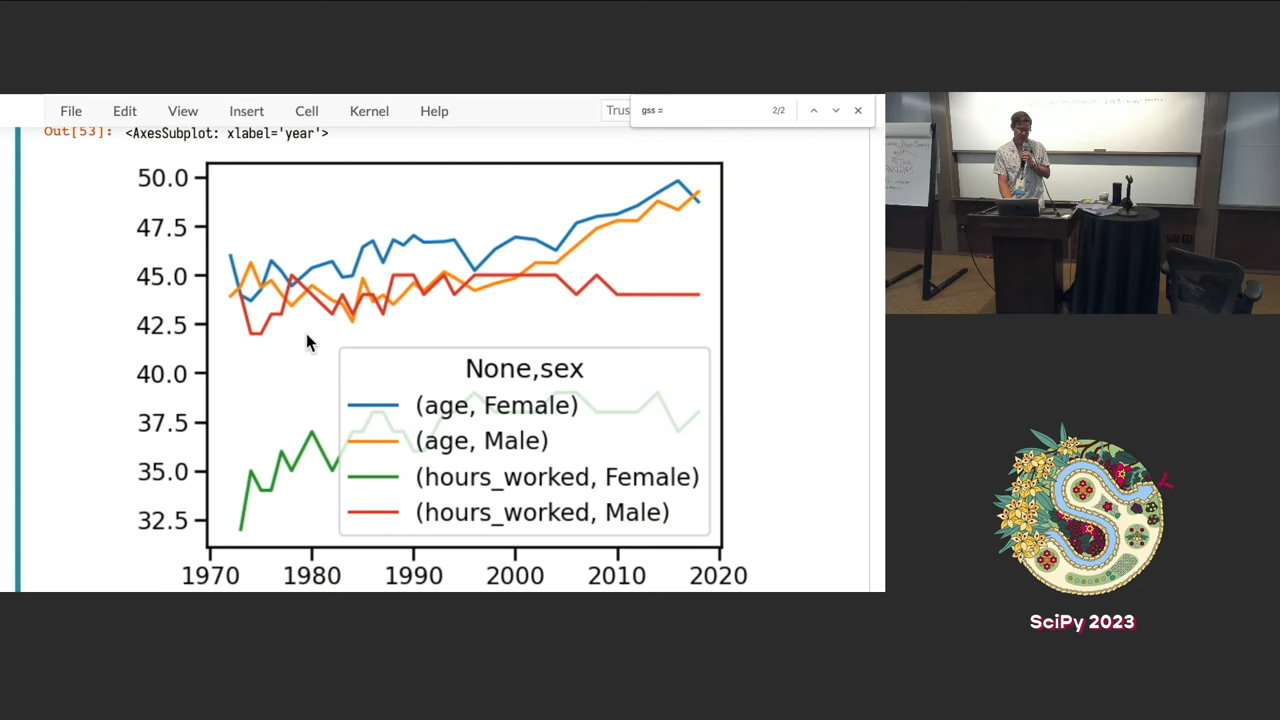 File Edit View Insert Cell Kernel Help Trus gss = 2/2
Out[53]: <AxesSubplot: xlabel='year'>
50.0
47.5
45.0
42.5
40.0
37.5
35.0
32.5
None,sex
(age, Female)
(age, Male)
(hours_worked, Female)
(hours_worked, Male)
1970 1980 1990 2000 2010 2020
SciPy 2023